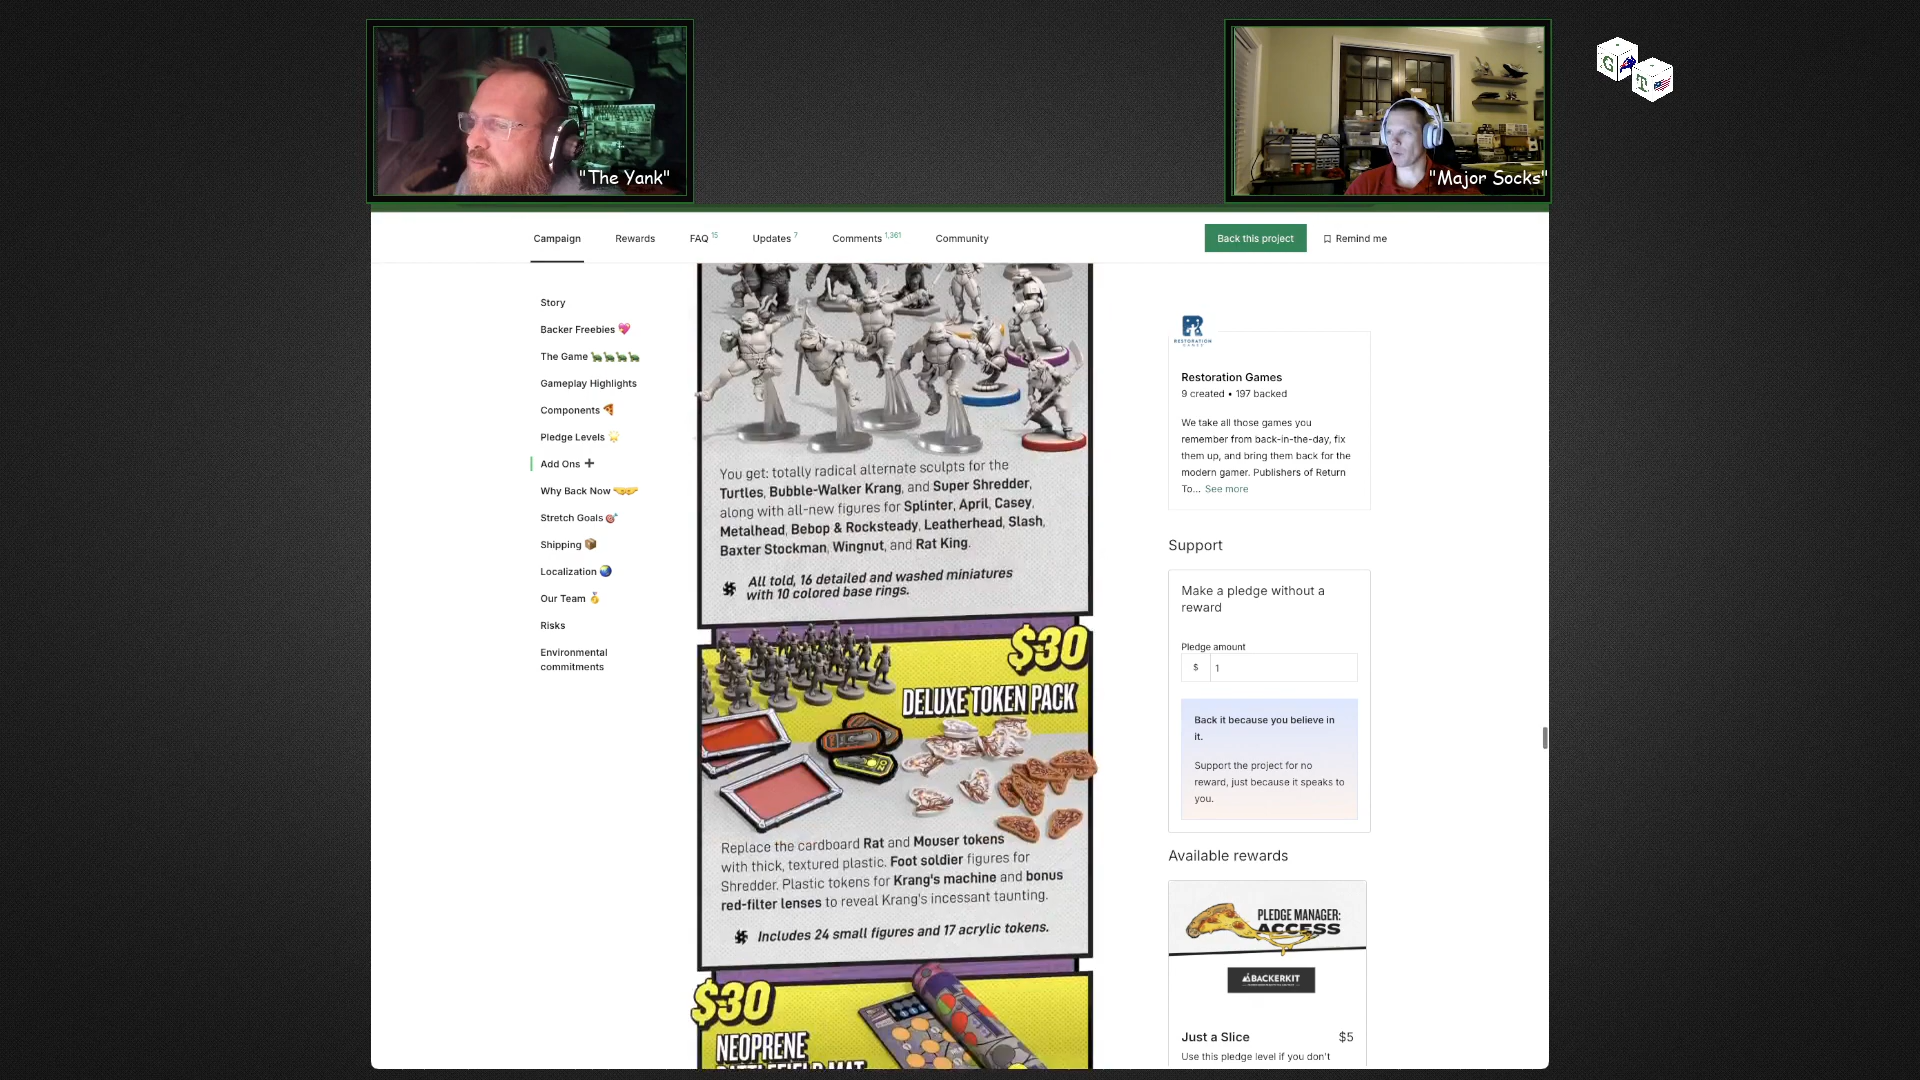 "The Yank"
"Major Socks"
G
T
Campaign
Rewards
FAQ 15
Updates 7
Comments 1,361
Community
Back this project
Remind me
Story
Backer Freebies 💖
The Game 🐢🐢🐢🐢
Gameplay Highlights
Components 🍕
Pledge Levels 🌟
Add Ons ➕
Why Back Now
Stretch Goals 🎯
Shipping 📦
Localization 🌏
Our Team 🏅
Risks
Environmental
commitments
You get: totally radical alternate sculpts for the
Turtles, Bubble-Walker Krang, and Super Shredder,
along with all-new figures for Splinter, April, Casey,
Metalhead, Bebop & Rocksteady, Leatherhead, Slash,
Baxter Stockman, Wingnut, and Rat King.
All told, 16 detailed and washed miniatures
with 10 colored base rings.
$30
DELUXE TOKEN PACK
Replace the cardboard Rat and Mouser tokens
with thick, textured plastic. Foot soldier figures for
Shredder. Plastic tokens for Krang's machine and bonus
red-filter lenses to reveal Krang's incessant taunting.
Includes 24 small figures and 17 acrylic tokens.
$30
NEOPRENE
BATTLEFIELD MAT
RESTORATION
GAMES
Restoration Games
9 created • 197 backed
We take all those games you
remember from back-in-the-day, fix
them up, and bring them back for the
modern gamer. Publishers of Return
To... See more
Support
Make a pledge without a
reward
Pledge amount
$ 1
Back it because you believe in
it.
Support the project for no
reward, just because it speaks to
you.
Available rewards
PLEDGE MANAGER:
ACCESS
BACKERKIT
Just a Slice $5
Use this pledge level if you don't